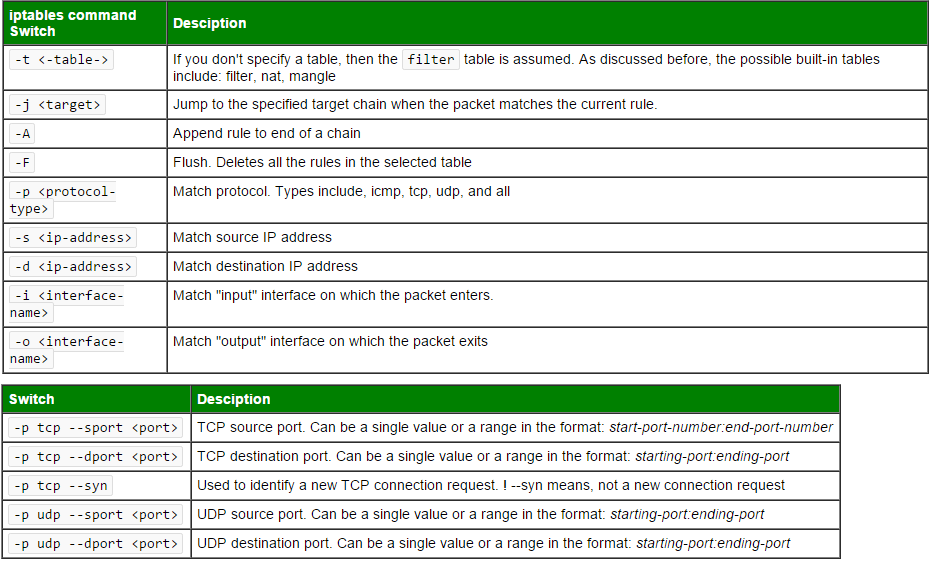 iptables command Switch Desciption
-t <-table-> If you don't specify a table, then the filter table is assumed. As discussed before, the possible built-in tables
include: filter, nat, mangle
-j <target> Jump to the specified target chain when the packet matches the current rule.
-A Append rule to end of a chain
-F Flush. Deletes all the rules in the selected table
-p <protocol-type> Match protocol. Types include, icmp, tcp, udp, and all
-s <ip-address> Match source IP address
-d <ip-address> Match destination IP address
-i <interface-name> Match "input" interface on which the packet enters.
-o <interface-name> Match "output" interface on which the packet exits
Switch Desciption
-p tcp --sport <port> TCP source port. Can be a single value or a range in the format: start-port-number:end-port-number
-p tcp --dport <port> TCP destination port. Can be a single value or a range in the format: starting-port:ending-port
-p tcp --syn Used to identify a new TCP connection request. ! --syn means, not a new connection request
-p udp --sport <port> UDP source port. Can be a single value or a range in the format: starting-port:ending-port
-p udp --dport <port> UDP destination port. Can be a single value or a range in the format: starting-port:ending-port